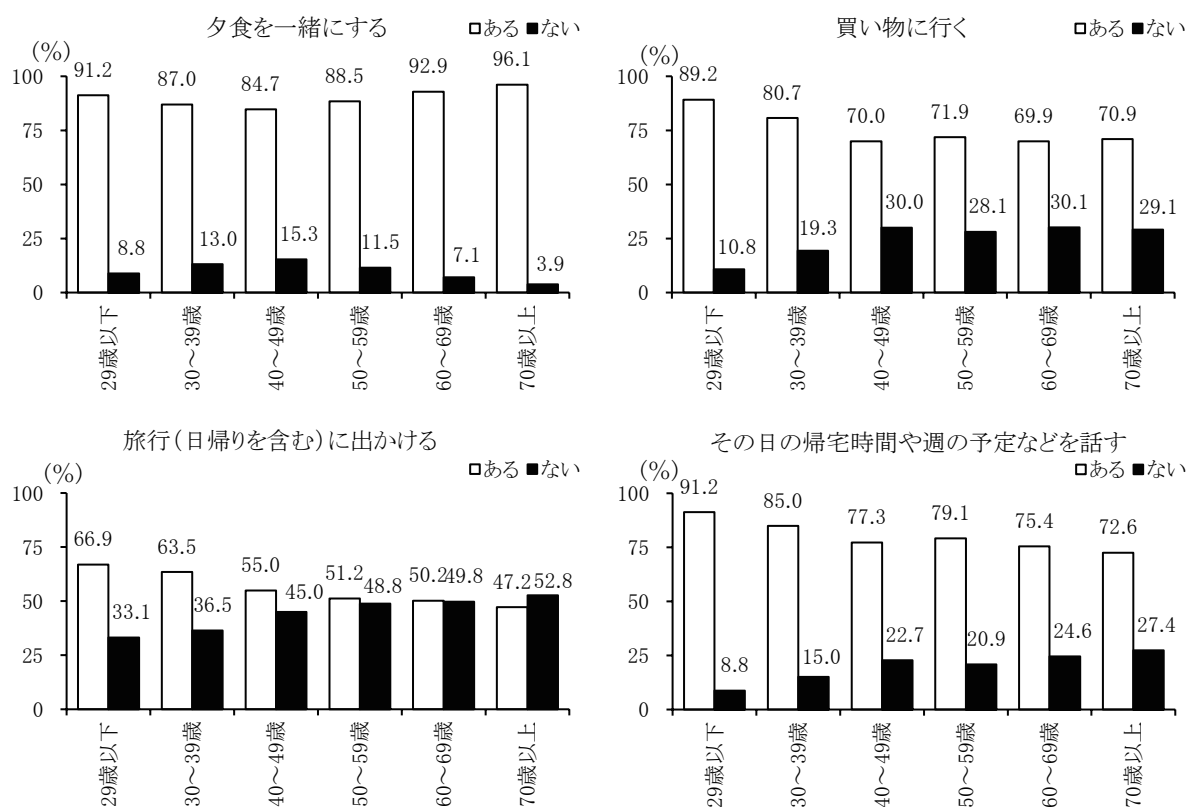 夕食を一緒にする
□ある ■ない
(%)
100
75
50
25
0
91.2
8.8
87.0
13.0
84.7
15.3
88.5
11.5
92.9
7.1
96.1
3.9
29歳以下
30～39歳
40～49歳
50～59歳
60～69歳
70歳以上
買い物に行く
□ある ■ない
(%)
100
75
50
25
0
89.2
10.8
80.7
19.3
70.0
30.0
71.9
28.1
69.9
30.1
70.9
29.1
29歳以下
30～39歳
40～49歳
50～59歳
60～69歳
70歳以上
旅行(日帰りを含む)に出かける
□ある ■ない
(%)
100
75
50
25
0
66.9
33.1
63.5
36.5
55.0
45.0
51.2
48.8
50.2
49.8
47.2
52.8
29歳以下
30～39歳
40～49歳
50～59歳
60～69歳
70歳以上
その日の帰宅時間や週の予定などを話す
□ある ■ない
(%)
100
75
50
25
0
91.2
8.8
85.0
15.0
77.3
22.7
79.1
20.9
75.4
24.6
72.6
27.4
29歳以下
30～39歳
40～49歳
50～59歳
60～69歳
70歳以上